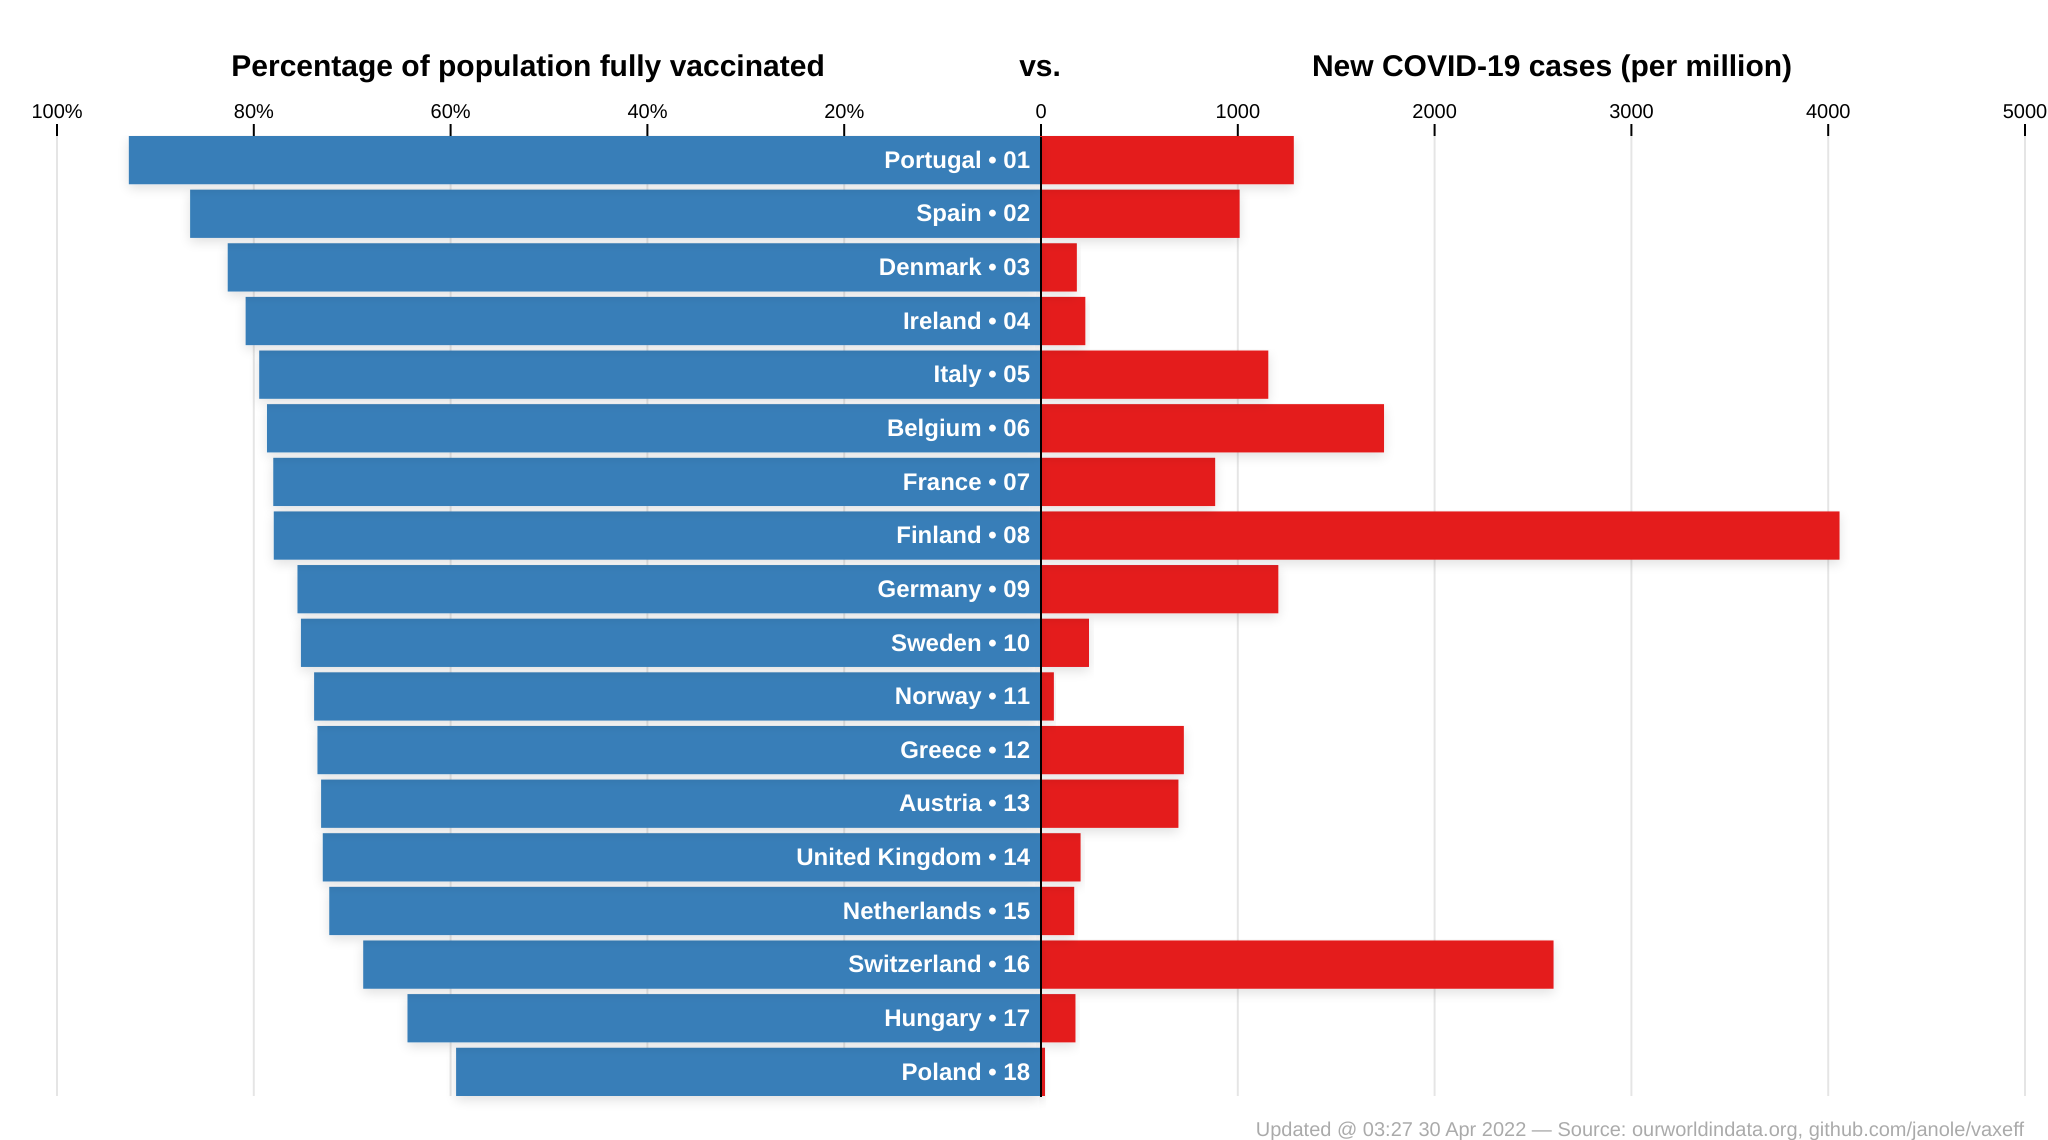 Percentage of population fully vaccinated vs. New COVID-19 cases (per million)
100% 80% 60% 40% 20% 0 1000 2000 3000 4000 5000
Portugal • 01
Spain • 02
Denmark • 03
Ireland • 04
Italy • 05
Belgium • 06
France • 07
Finland • 08
Germany • 09
Sweden • 10
Norway • 11
Greece • 12
Austria • 13
United Kingdom • 14
Netherlands • 15
Switzerland • 16
Hungary • 17
Poland • 18
Updated @ 03:27 30 Apr 2022 — Source: ourworldindata.org, github.com/janole/vaxeff